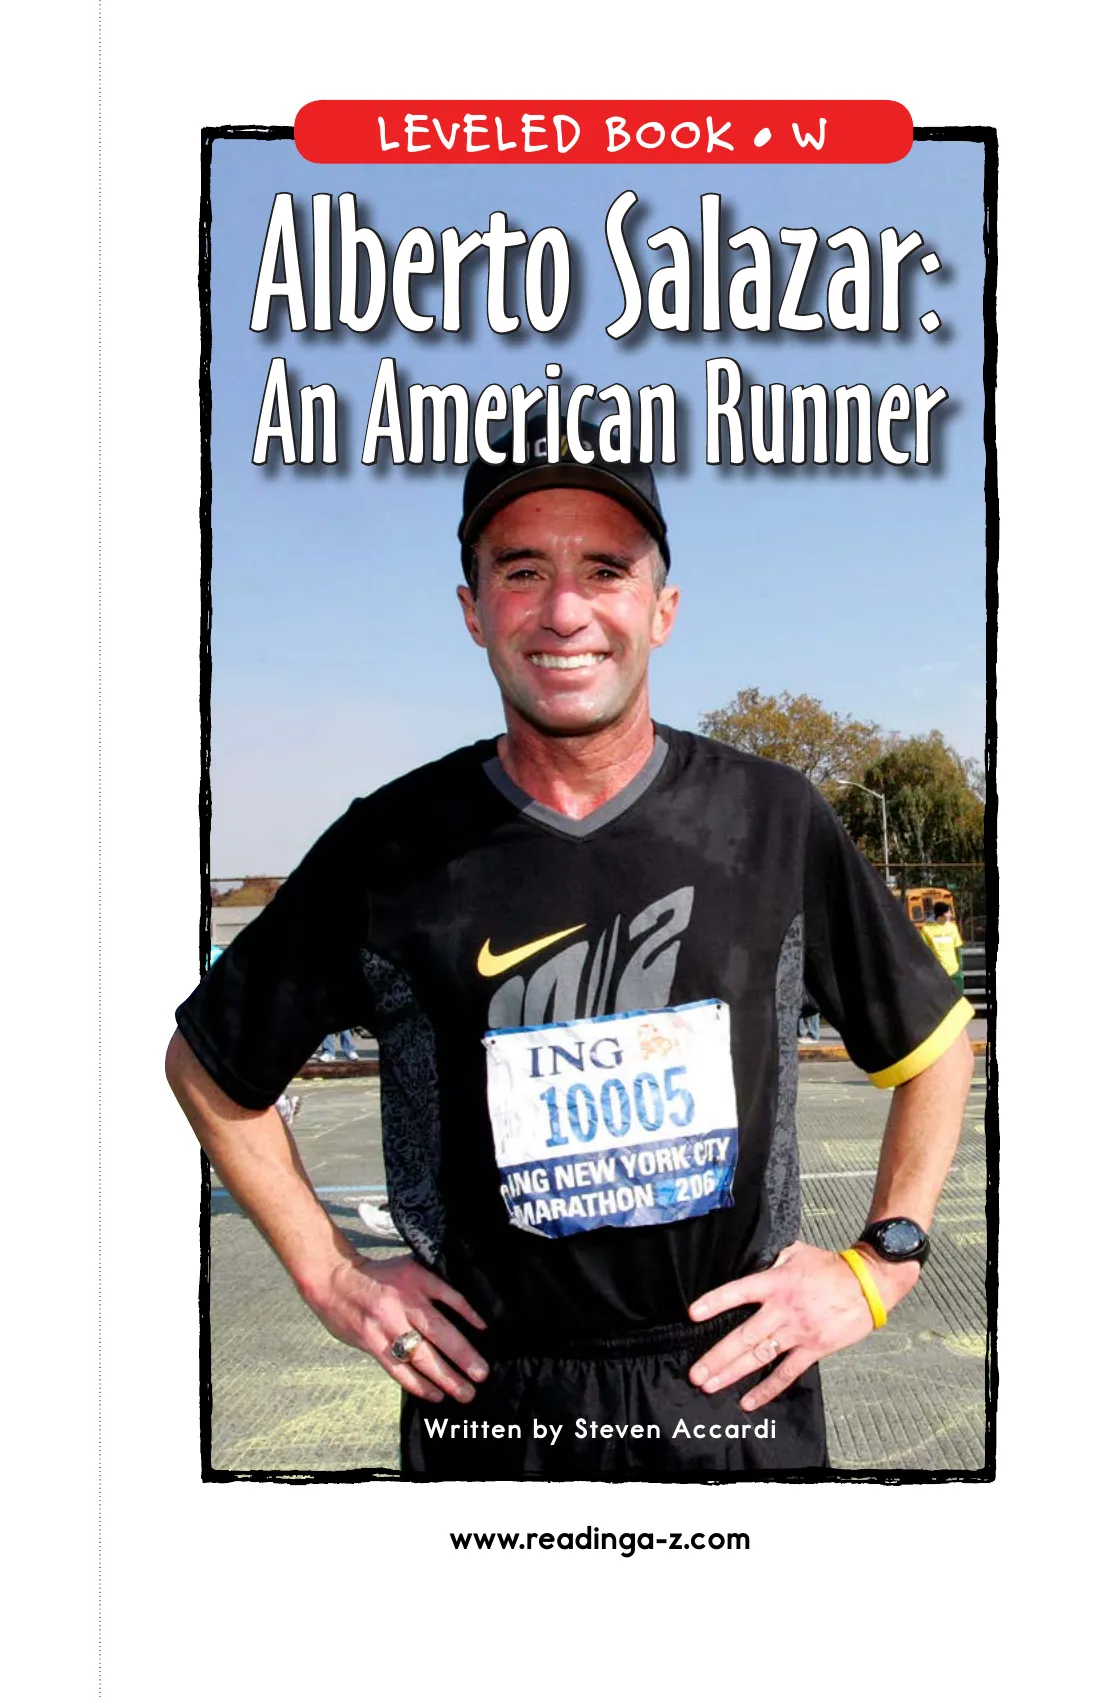 LEVELED BOOK • W
Alberto Salazar:
An American Runner
ING
10005
ING NEW YORK CITY
MARATHON
Written by Steven Accardi
www.readinga-z.com